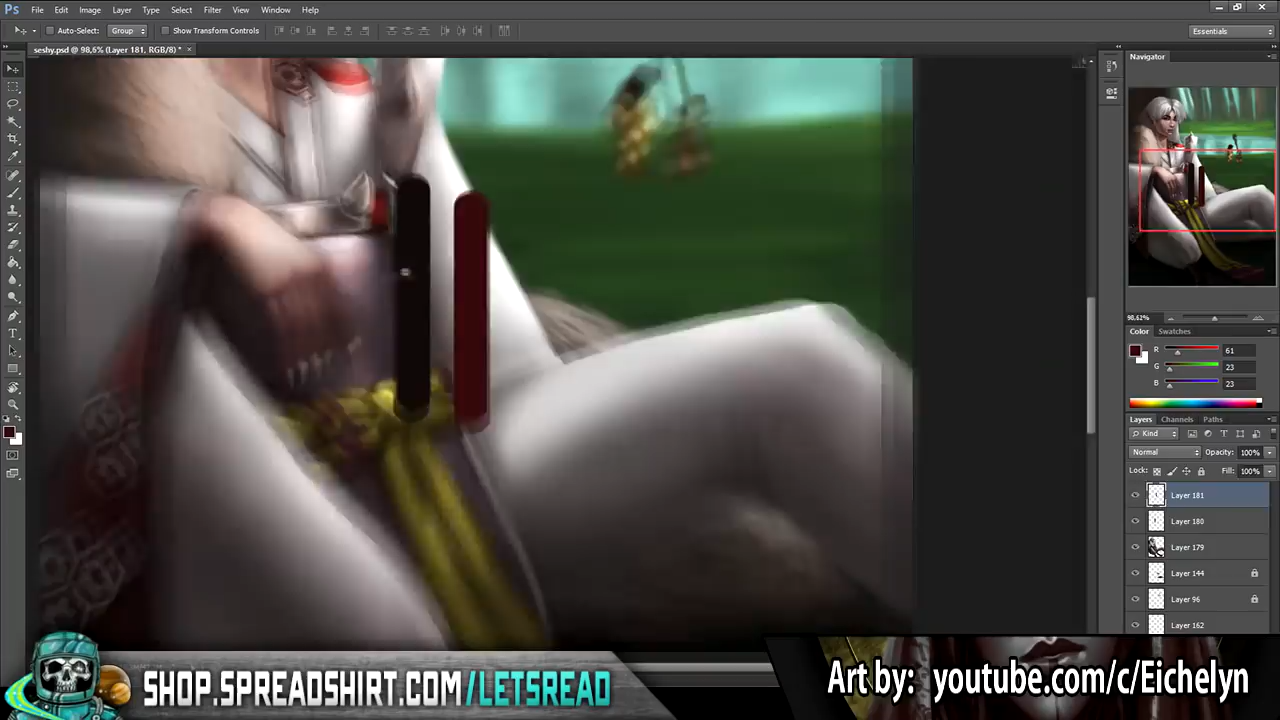 Ps File Edit Image Layer Type Select Filter View Window Help
Auto-Select: Group Show Transform Controls Essentials
seshy.psd @ 98,6% (Layer 181, RGB/8) * ×
Navigator
98.62%
Color Swatches
R 61
G 23
B 23
Layers Channels Paths
Kind
Normal Opacity: 100%
Lock: Fill: 100%
Layer 181
Layer 180
Layer 179
Layer 144
Layer 96
Layer 162
SHOP.SPREADSHIRT.COM/LETSREAD
Art by: youtube.com/c/Eichelyn